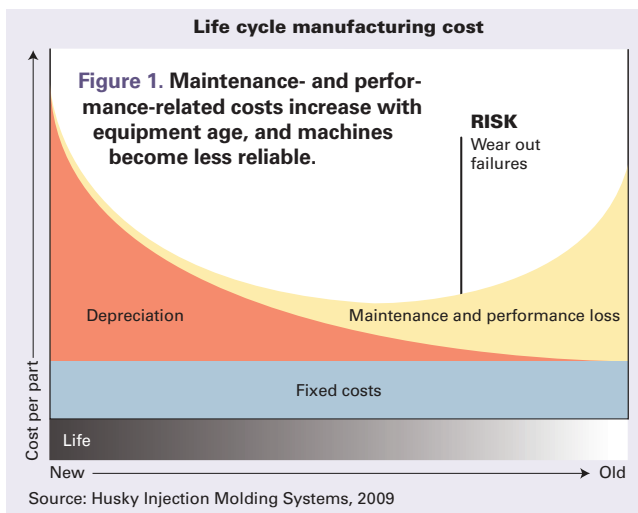 Life cycle manufacturing cost
Figure 1. Maintenance- and perfor-
mance-related costs increase with
equipment age, and machines
become less reliable.
RISK
Wear out
failures
Depreciation
Maintenance and performance loss
Fixed costs
Cost per part
Life
New
Old
Source: Husky Injection Molding Systems, 2009